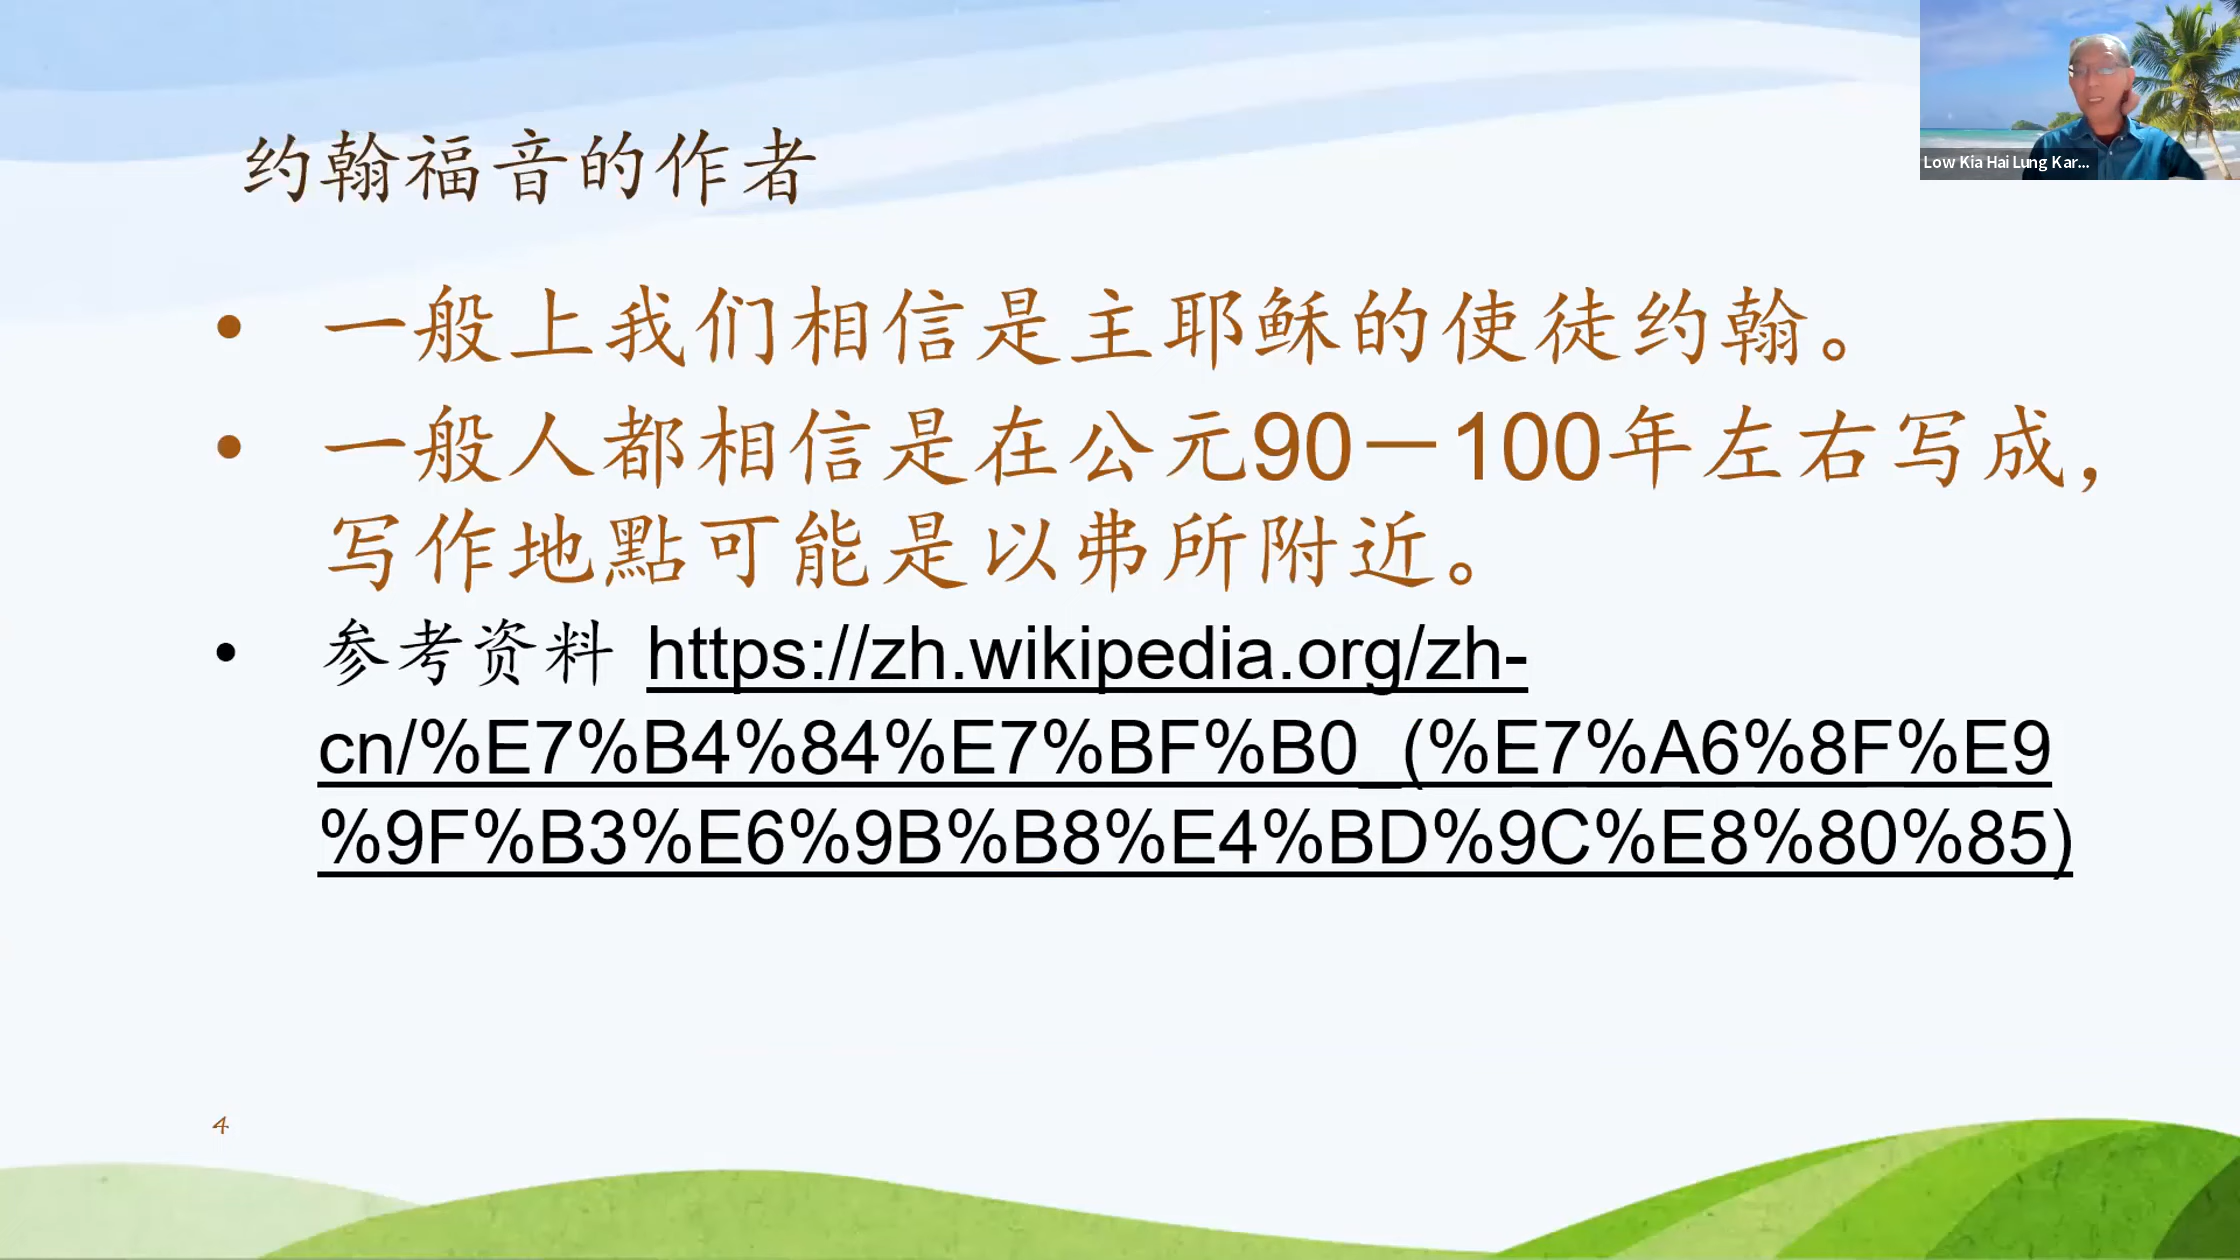 约翰福音的作者
Low Kia Hai Lung Kar...
• 一般上我们相信是主耶稣的使徒约翰。
• 一般人都相信是在公元90－100年左右写成，
写作地點可能是以弗所附近。
• 参考资料 https://zh.wikipedia.org/zh-
cn/%E7%B4%84%E7%BF%B0_(%E7%A6%8F%E9
%9F%B3%E6%9B%B8%E4%BD%9C%E8%80%85)
4